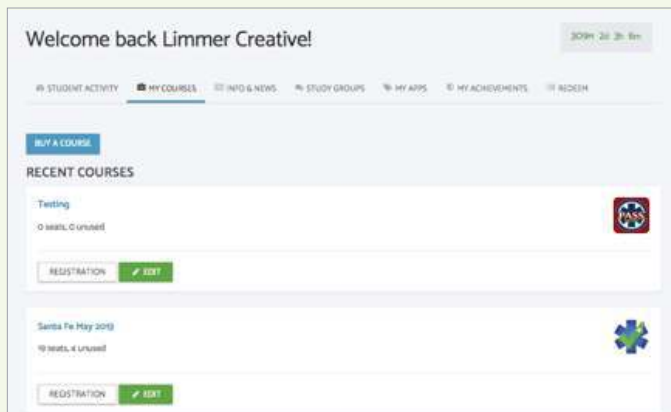 Welcome back Limmer Creative!
STUDENT ACTIVITY MY COURSES INFO & NEWS STUDY GROUPS MY APPS MY ACHIEVEMENTS REDEEM
BUY A COURSE
RECENT COURSES
Testing
PASS
0 seats, 0 unused
REGISTRATION EDIT
Santa Fe May 2019
19 seats, 4 unused
REGISTRATION EDIT